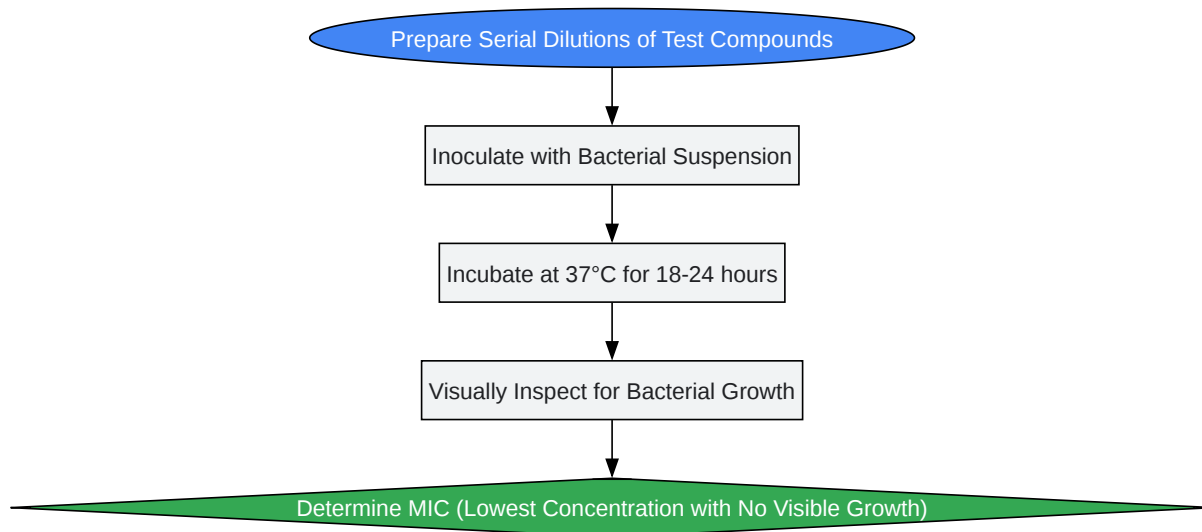 Prepare Serial Dilutions of Test Compounds
Inoculate with Bacterial Suspension
Incubate at 37°C for 18-24 hours
Visually Inspect for Bacterial Growth
Determine MIC (Lowest Concentration with No Visible Growth)